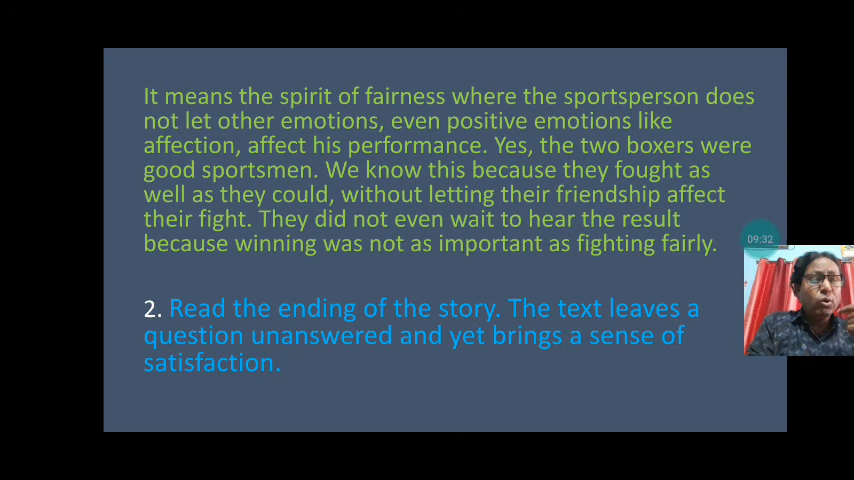 It means the spirit of fairness where the sportsperson does
not let other emotions, even positive emotions like
affection, affect his performance. Yes, the two boxers were
good sportsmen. We know this because they fought as
well as they could, without letting their friendship affect
their fight. They did not even wait to hear the result
because winning was not as important as fighting fairly.
09:32
2. Read the ending of the story. The text leaves a
question unanswered and yet brings a sense of
satisfaction.